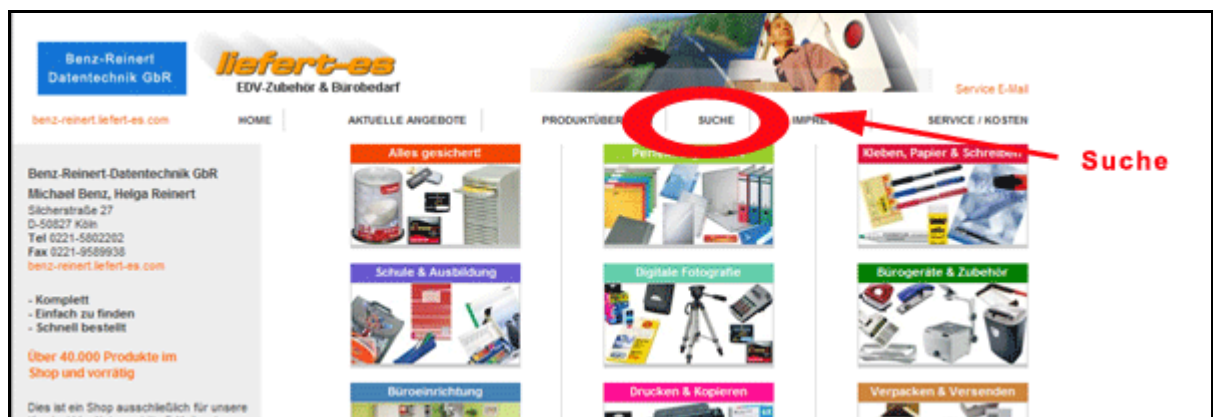 Benz-Reinert
Datentechnik GbR
liefert-es
EDV-Zubehör & Bürobedarf
Service E-Mail
benz-reinert.liefert-es.com
HOME
AKTUELLE ANGEBOTE
SUCHE
SERVICE / KOSTEN
Suche
Benz-Reinert-Datentechnik GbR
Michael Benz, Helga Reinert
Silcherstraße 27
D-50827 Köln
Tel 0221-5802202
Fax 0221-9589938
benz-reinert.liefert-es.com
- Komplett
- Einfach zu finden
- Schnell bestellt
Über 40.000 Produkte im
Shop und vorrätig
Dies ist ein Shop ausschließlich für unsere
Alles gesichert!
Kleben, Papier & Schreiben
Schule & Ausbildung
Digitale Fotografie
Bürogeräte & Zubehör
Büroeinrichtung
Drucken & Kopieren
Verpacken & Versenden